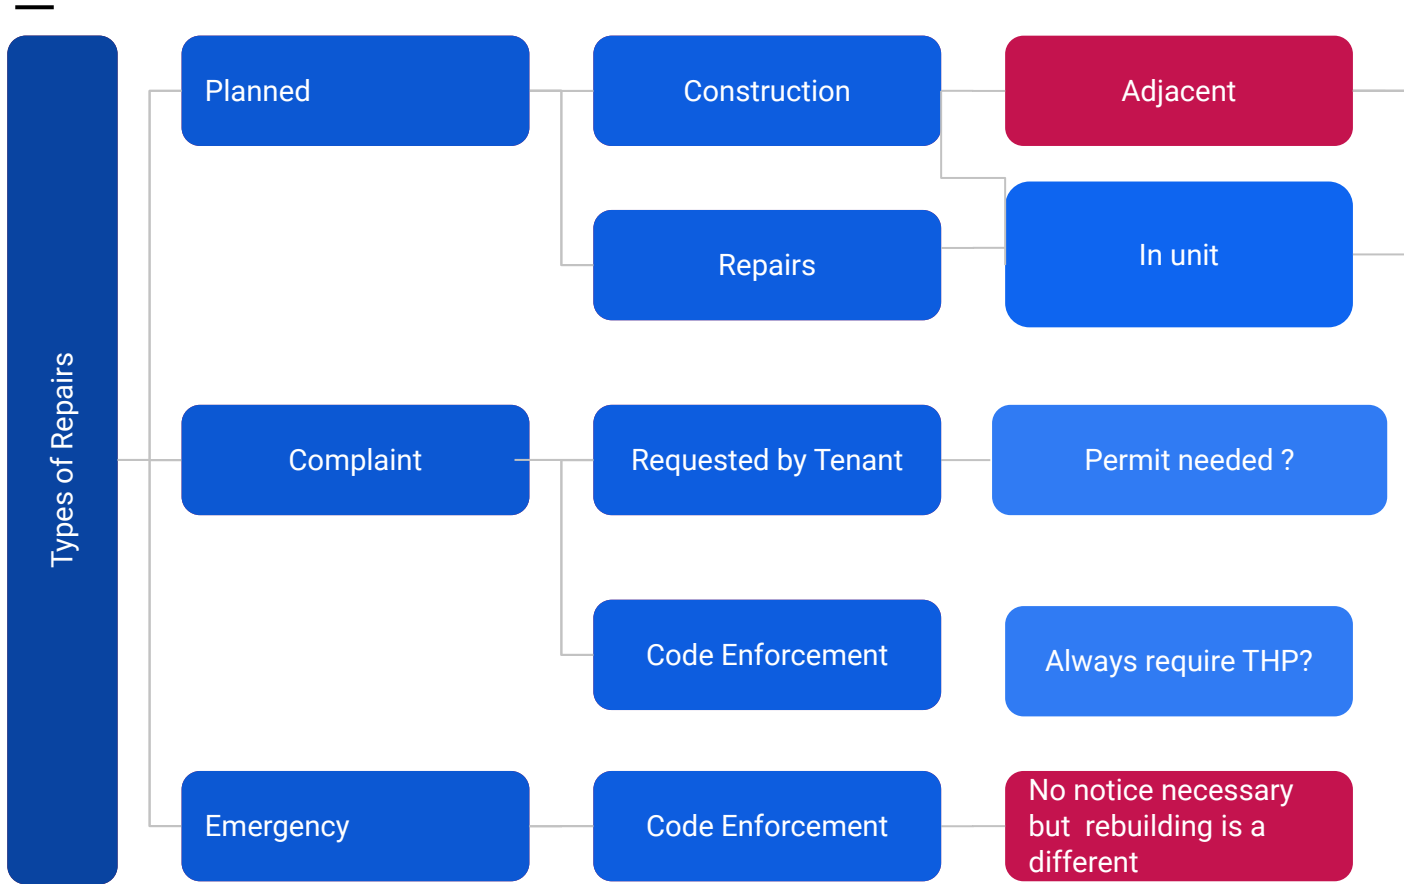 Types of Repairs
Planned
Construction
Adjacent
Repairs
In unit
Complaint
Requested by Tenant
Permit needed ?
Code Enforcement
Always require THP?
Emergency
Code Enforcement
No notice necessary
but  rebuilding is a
different